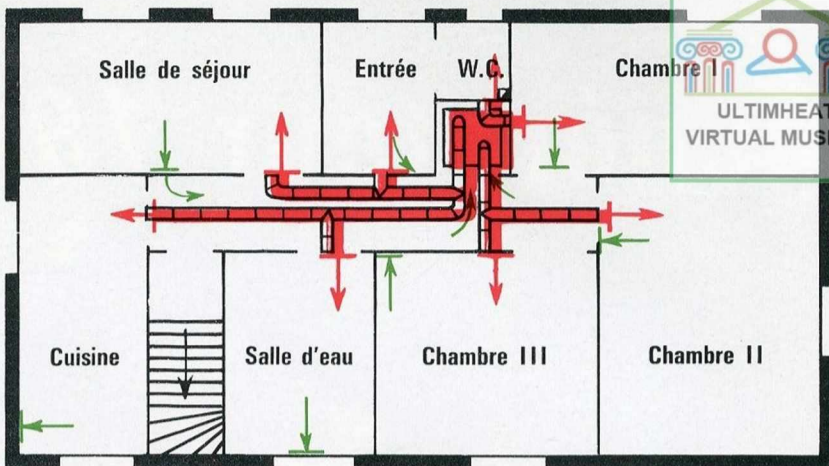 Salle de séjour
Entrée
W.C.
Chambre I
ULTIMHEAT
VIRTUAL MUS
Cuisine
Salle d'eau
Chambre III
Chambre II